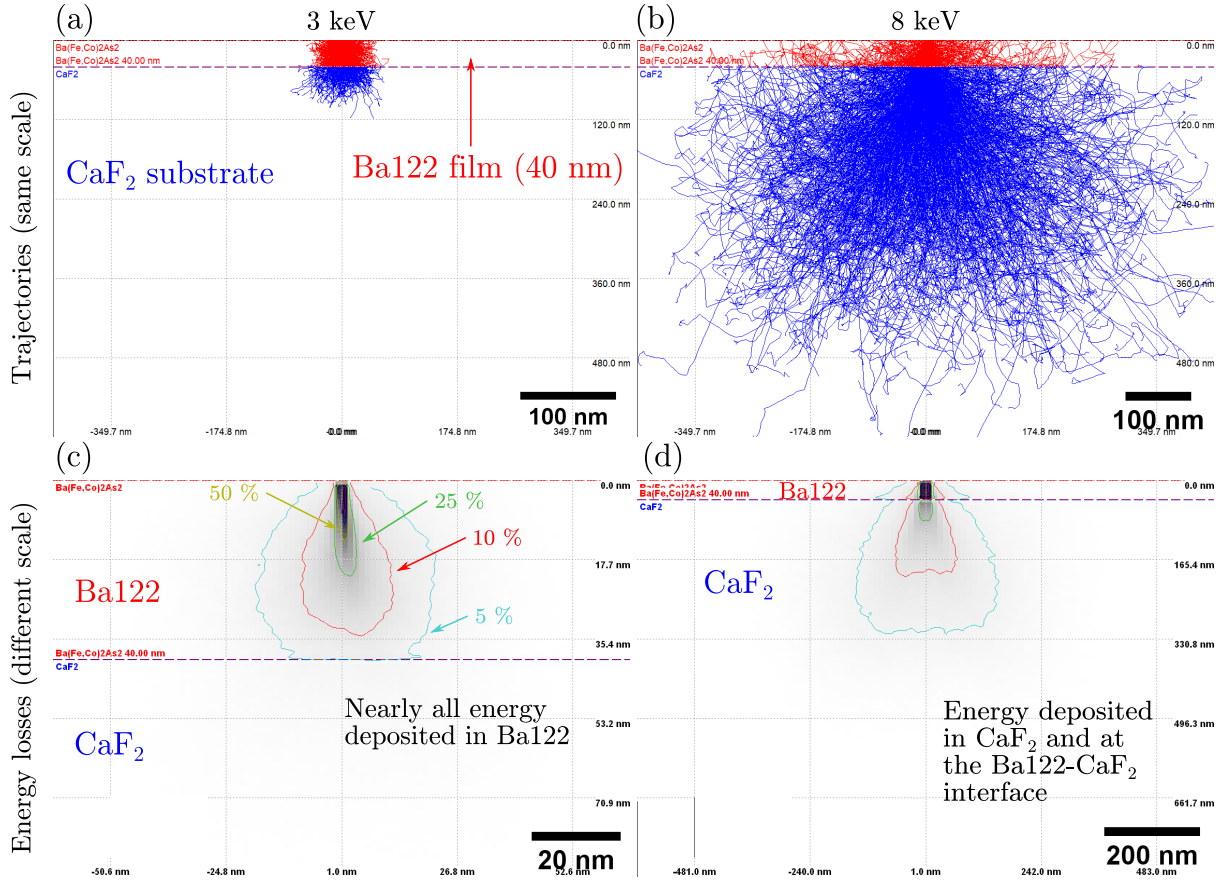 (a)
3 keV
(b)
8 keV
Trajectories (same scale)
Ba(Fe,Co)2As2
0.0 nm
Ba(Fe,Co)2As2 40.00 nm
CaF2
120.0 nm
CaF₂ substrate
Ba122 film (40 nm)
240.0 nm
360.0 nm
480.0 nm
100 nm
-349.7 nm
-174.8 nm
174.8 nm
349.7 nm
Ba(Fe,Co)2As2
0.0 nm
Ba(Fe,Co)2As2 40.00 nm
CaF2
120.0 nm
240.0 nm
360.0 nm
480.0 nm
100 nm
-349.7 nm
-174.8 nm
174.8 nm
349.7 nm
Energy losses (different scale)
(c)
Ba(Fe,Co)2As2
0.0 nm
50 %
25 %
10 %
17.7 nm
Ba122
5 %
35.4 nm
Ba(Fe,Co)2As2 40.00 nm
CaF2
Nearly all energy
deposited in Ba122
53.2 nm
CaF₂
70.9 nm
20 nm
-50.6 nm
-24.8 nm
1.0 nm
26.8 nm
52.6 nm
(d)
0.0 nm
Ba(Fe,Co)2As2 40.00 nm
Ba122
CaF2
165.4 nm
CaF₂
330.8 nm
Energy deposited
in CaF₂ and at
the Ba122-CaF₂
interface
496.3 nm
661.7 nm
200 nm
-481.0 nm
-240.0 nm
1.0 nm
242.0 nm
483.0 nm